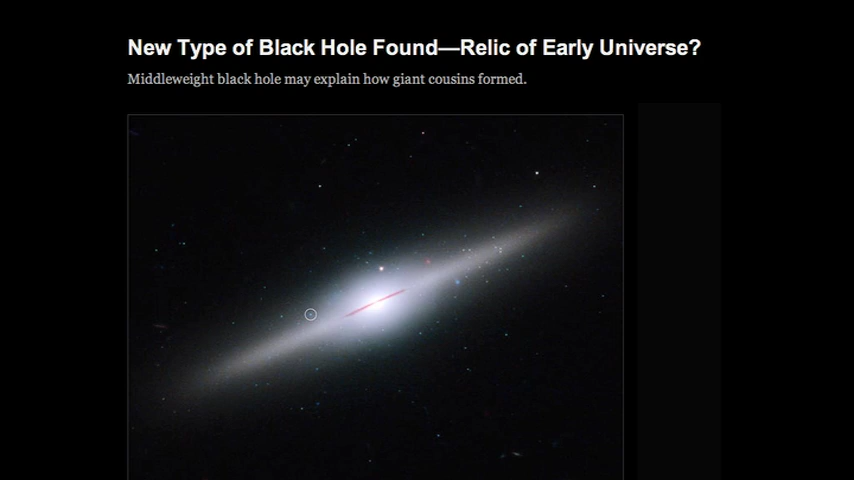 New Type of Black Hole Found—Relic of Early Universe?
Middleweight black hole may explain how giant cousins formed.